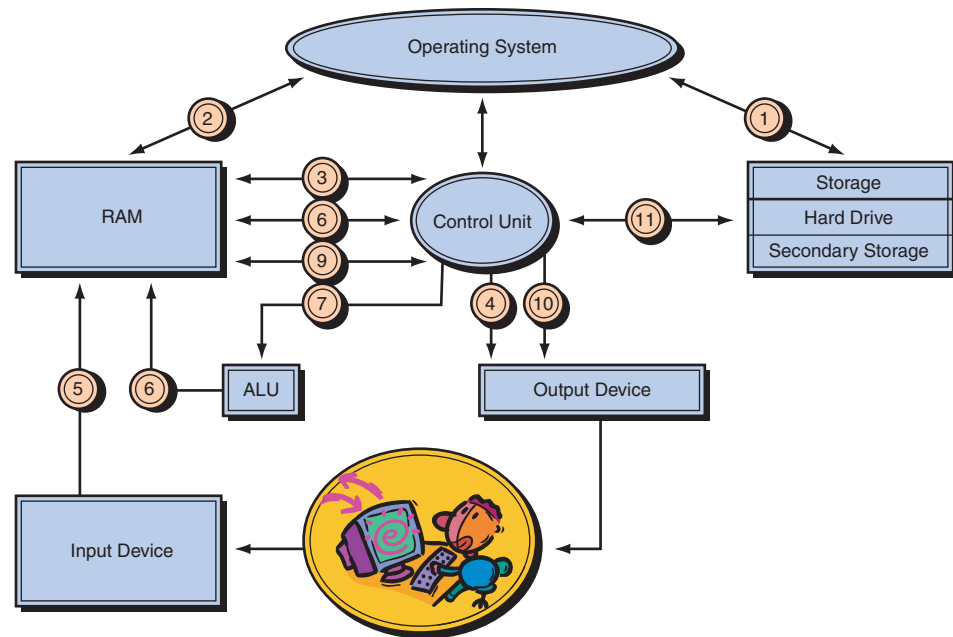 Operating System
2
1
RAM
3
6
9
7
Control Unit
11
Storage
Hard Drive
Secondary Storage
4
10
5
6
ALU
Output Device
Input Device